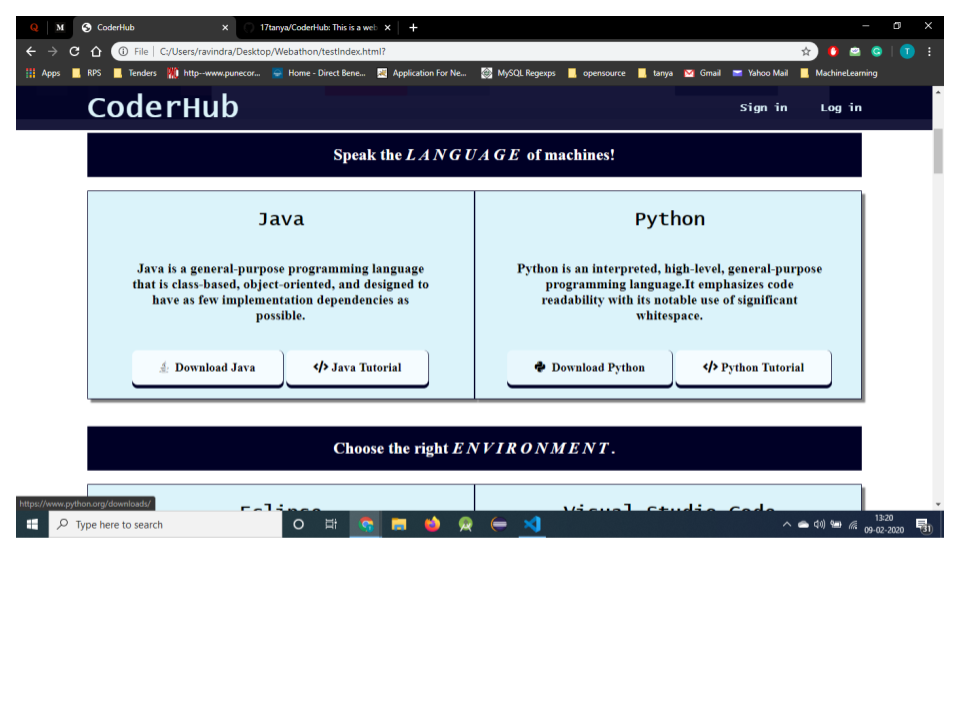 Q M CoderHub × 17tanya/CoderHub: This is a web × +
File | C:/Users/ravindra/Desktop/Webathon/testIndex.html? T
Apps RPS Tenders http--www.punecor... Home - Direct Bene... Application For Ne... MySQL Regexps opensource tanya Gmail Yahoo Mail MachineLearning
CoderHub Sign in Log in
Speak the LANGUAGE of machines!
Java
Java is a general-purpose programming language
that is class-based, object-oriented, and designed to
have as few implementation dependencies as
possible.
Download Java </> Java Tutorial
Python
Python is an interpreted, high-level, general-purpose
programming language.It emphasizes code
readability with its notable use of significant
whitespace.
Download Python </> Python Tutorial
Choose the right ENVIRONMENT.
Eclipse Visual Studio Code
https://www.python.org/downloads/
Type here to search
13:20
09-02-2020
31